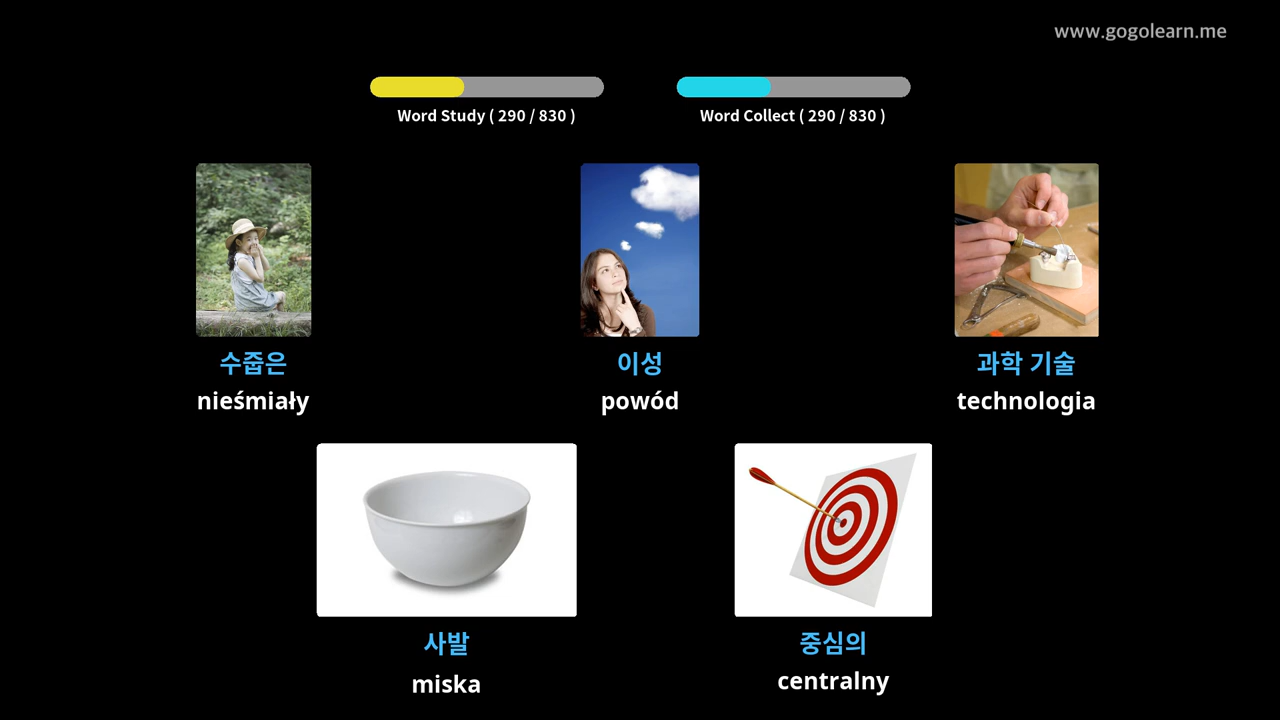 www.gogolearn.me
Word Study ( 290 / 830 )
Word Collect ( 290 / 830 )
수줍은
nieśmiały
이성
powód
과학 기술
technologia
사발
miska
중심의
centralny